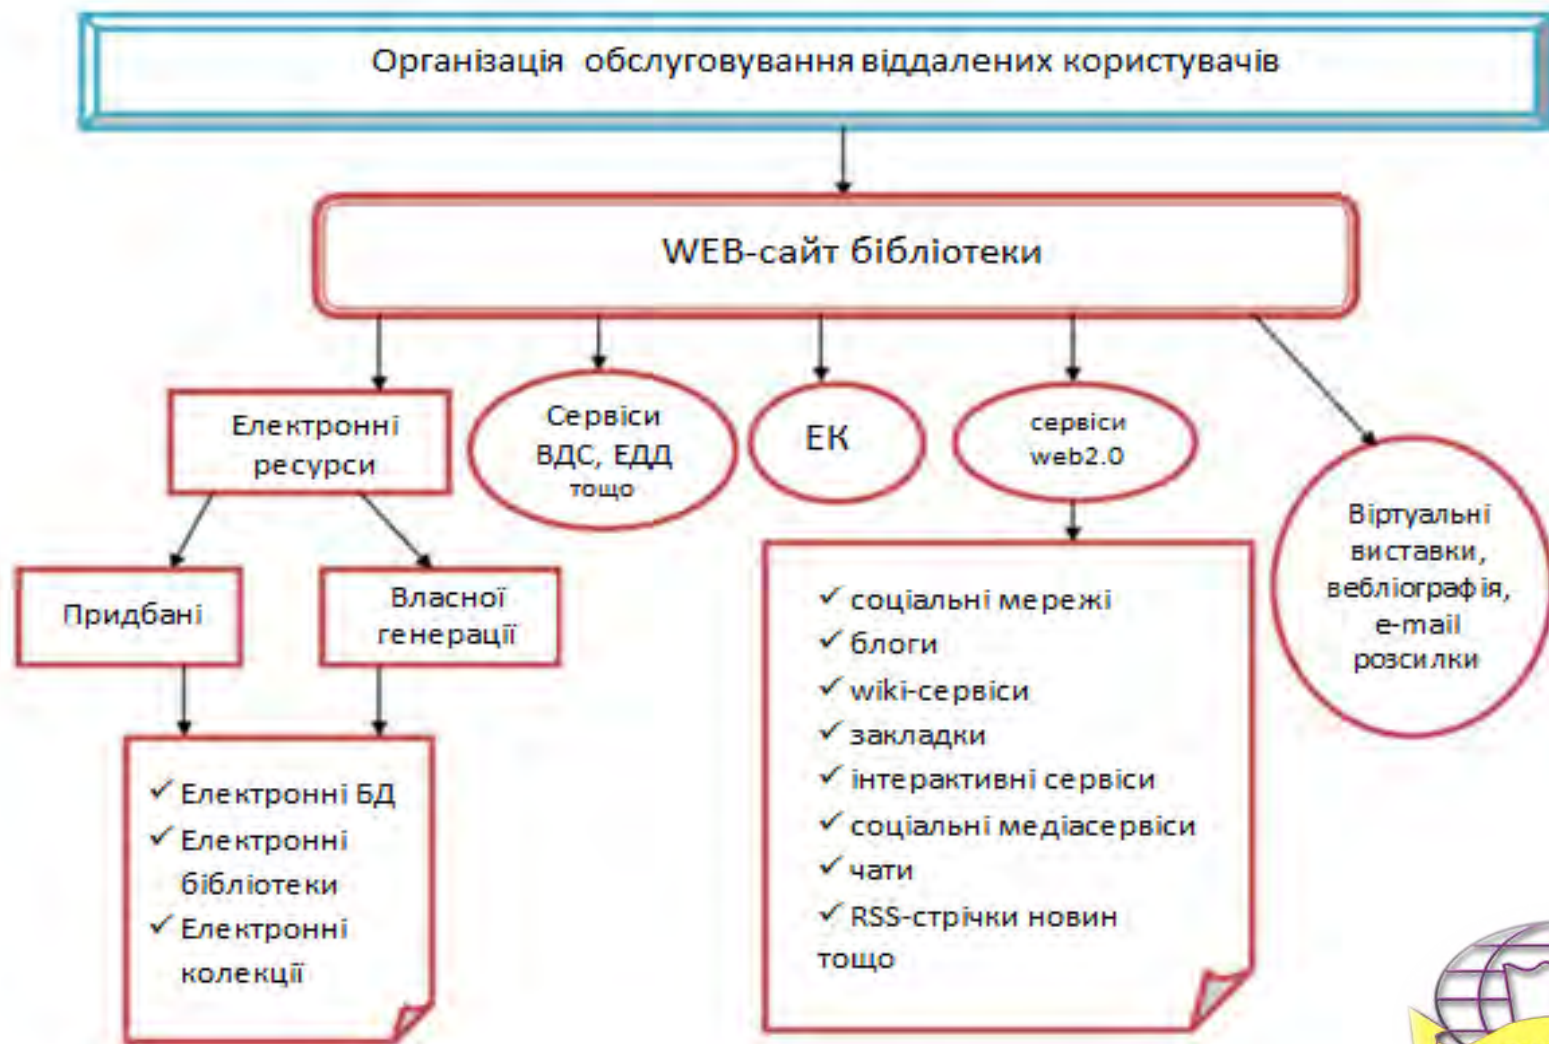 Організація обслуговування віддалених користувачів
WEB-сайт бібліотеки
Електронні
ресурси
Сервіси
ВДС, ЕДД
тощо
ЕК
сервіси
web2.0
Віртуальні
виставки,
вебліографія,
e-mail
розсилки
Придбані
Власної
генерації
✓ Електронні БД
✓ Електронні
бібліотеки
✓ Електронні
колекції
✓ соціальні мережі
✓ блоги
✓ wiki-сервіси
✓ закладки
✓ інтерактивні сервіси
✓ соціальні медіасервіси
✓ чати
✓ RSS-стрічки новин
тощо